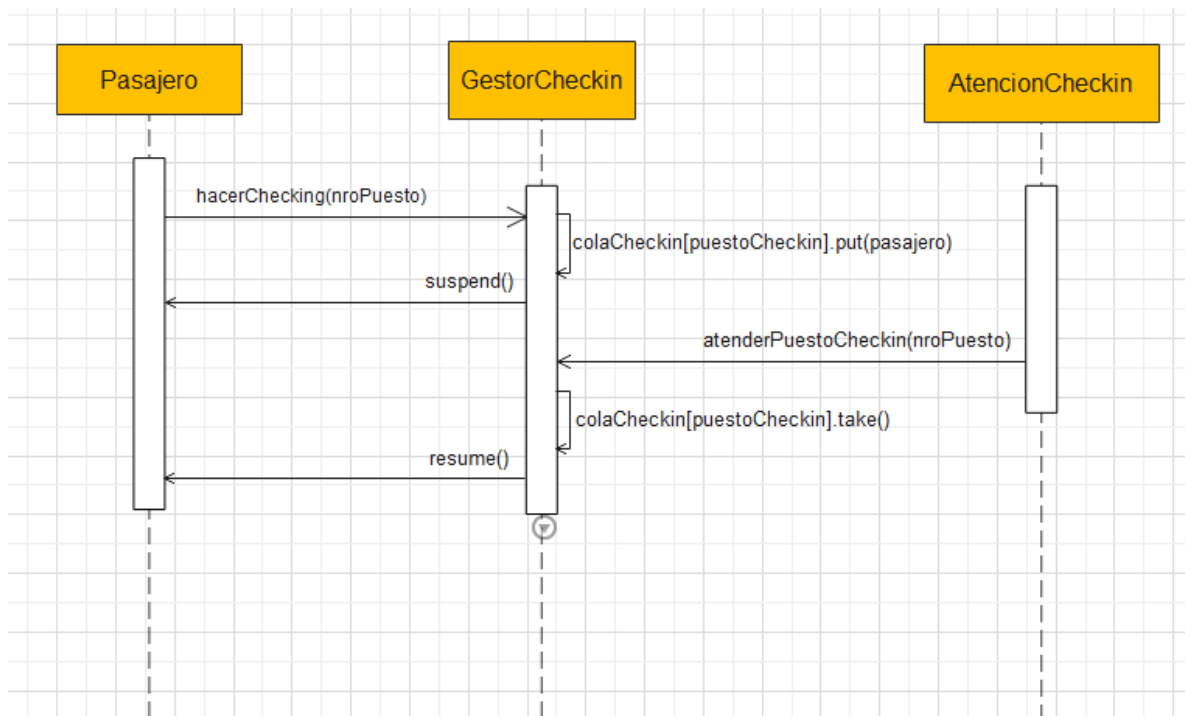 Pasajero
GestorCheckin
AtencionCheckin
hacerChecking(nroPuesto)
colaCheckin[puestoCheckin].put(pasajero)
suspend()
atenderPuestoCheckin(nroPuesto)
colaCheckin[puestoCheckin].take()
resume()